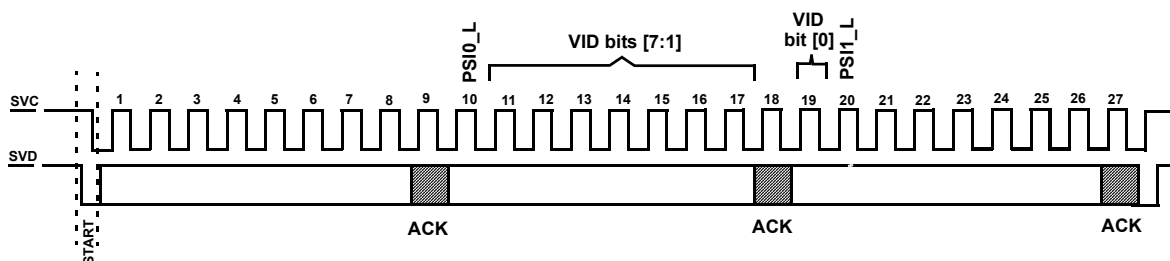 PSI0_L
VID bits [7:1]
VID
bit [0]
PSI1_L
SVC
1 2 3 4 5 6 7 8 9 10 11 12 13 14 15 16 17 18 19 20 21 22 23 24 25 26 27
SVD
START
ACK
ACK
ACK